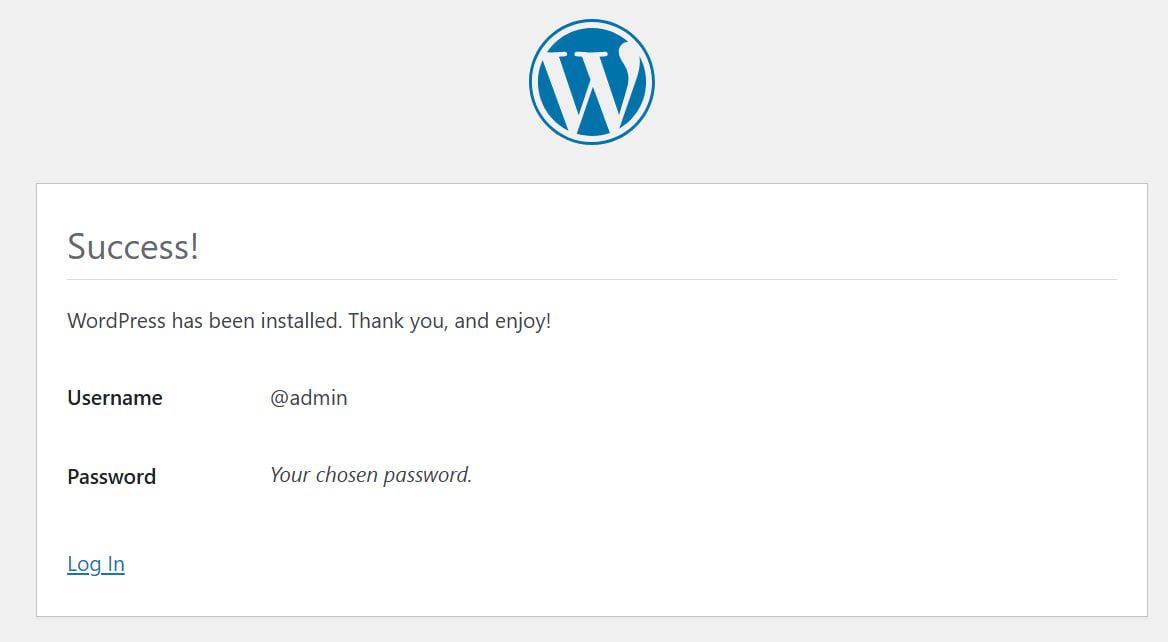 Success!
WordPress has been installed. Thank you, and enjoy!
Username @admin
Password Your chosen password.
Log In